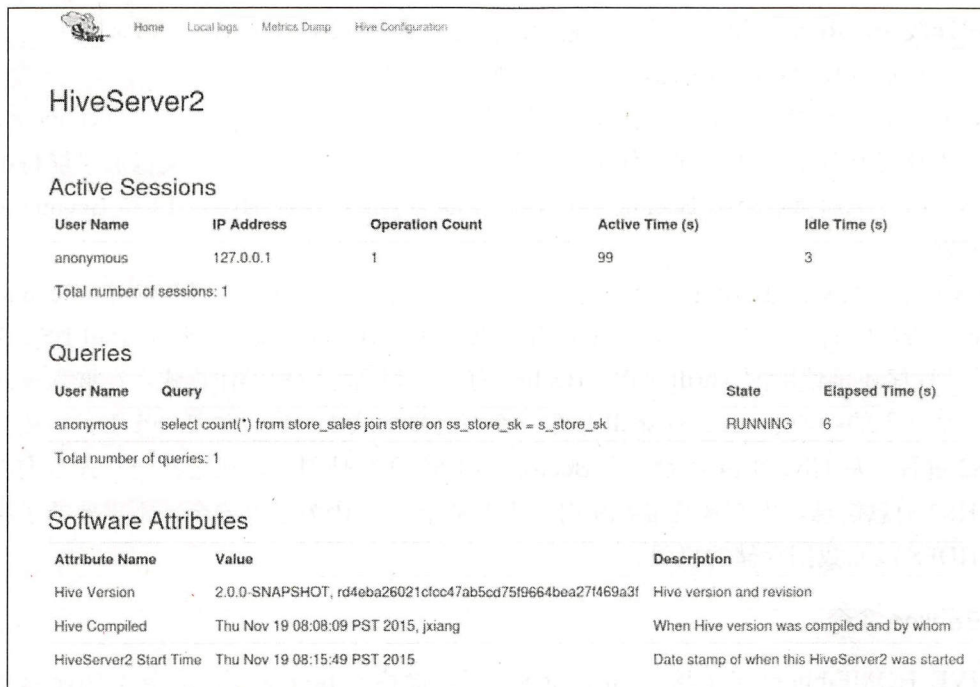 HIVE
Home Local logs Metrics Dump Hive Configuration
HiveServer2
Active Sessions
User Name IP Address Operation Count Active Time (s) Idle Time (s)
anonymous 127.0.0.1 1 99 3
Total number of sessions: 1
Queries
User Name Query State Elapsed Time (s)
anonymous select count(*) from store_sales join store on ss_store_sk = s_store_sk RUNNING 6
Total number of queries: 1
Software Attributes
Attribute Name Value Description
Hive Version 2.0.0-SNAPSHOT, rd4eba26021cfcc47ab5cd75f9664bea27f469a3f Hive version and revision
Hive Compiled Thu Nov 19 08:08:09 PST 2015, jxiang When Hive version was compiled and by whom
HiveServer2 Start Time Thu Nov 19 08:15:49 PST 2015 Date stamp of when this HiveServer2 was started